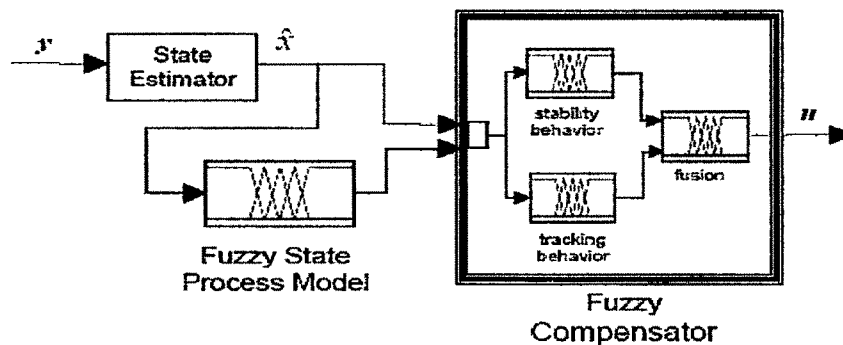 y
State
Estimator
x̂
stability
behavior
u
fusion
tracking
behavior
Fuzzy State
Process Model
Fuzzy
Compensator